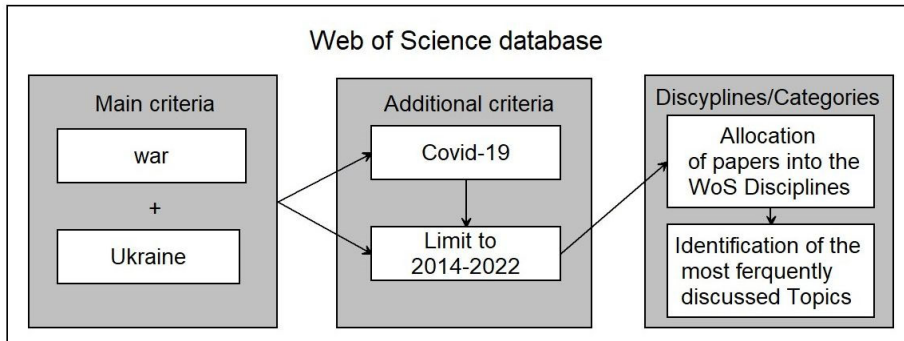 Web of Science database
Main criteria
war
+
Ukraine
Additional criteria
Covid-19
Limit to
2014-2022
Discyplines/Categories
Allocation
of papers into the
WoS Disciplines
Identification of the
most ferquently
discussed Topics